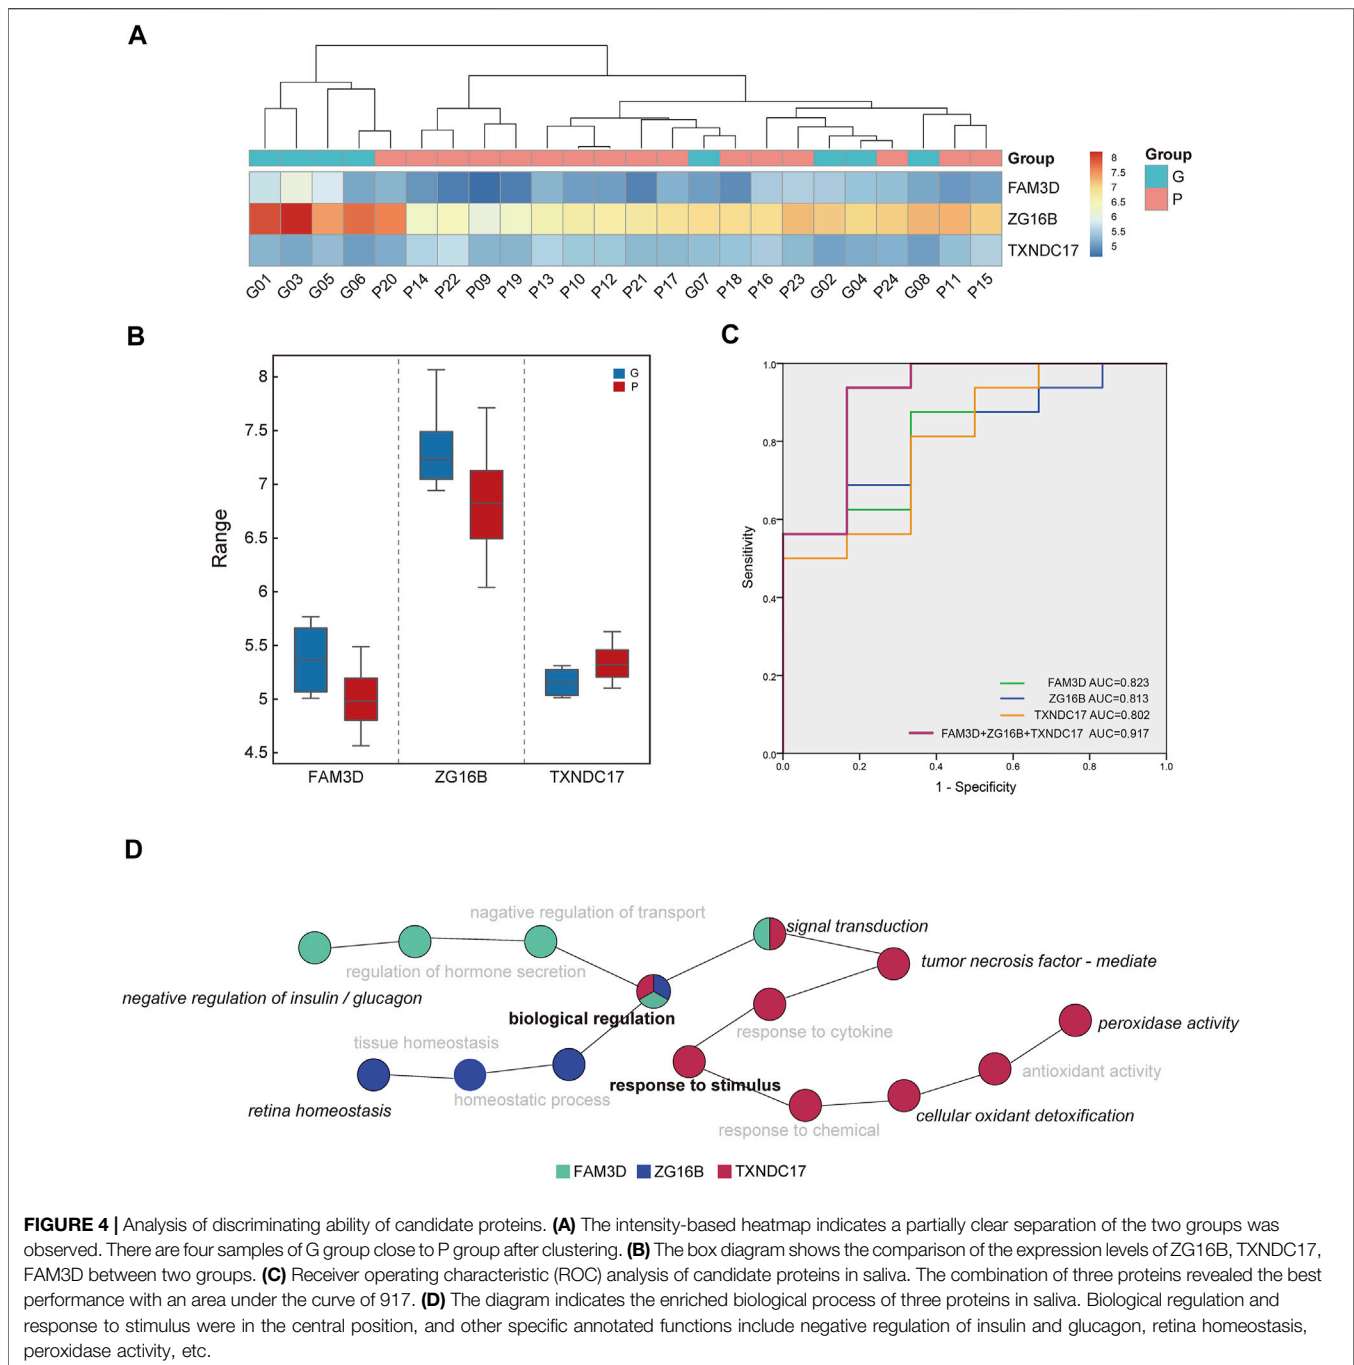 A
Group
FAM3D
ZG16B
TXNDC17
8
7.5
7
6.5
6
5.5
5
Group
G
P
G01 G03 G05 G06 P20 P14 P22 P09 P19 P13 P10 P12 P21 P17 G07 P18 P16 P23 G02 G04 P24 G08 P11 P15
B
Range
8
7.5
7
6.5
6
5.5
5
4.5
G
P
FAM3D ZG16B TXNDC17
C
Sensitivity
1.0
0.8
0.6
0.4
0.2
0.0
FAM3D AUC=0.823
ZG16B AUC=0.813
TXNDC17 AUC=0.802
FAM3D+ZG16B+TXNDC17 AUC=0.917
0.0 0.2 0.4 0.6 0.8 1.0
1 - Specificity
D
nagative regulation of transport
signal transduction
regulation of hormone secretion
tumor necrosis factor - mediate
negative regulation of insulin / glucagon
biological regulation
peroxidase activity
response to cytokine
tissue homeostasis
antioxidant activity
response to stimulus
homeostatic process
retina homeostasis
cellular oxidant detoxification
response to chemical
FAM3D ZG16B TXNDC17
FIGURE 4 | Analysis of discriminating ability of candidate proteins. (A) The intensity-based heatmap indicates a partially clear separation of the two groups was
observed. There are four samples of G group close to P group after clustering. (B) The box diagram shows the comparison of the expression levels of ZG16B, TXNDC17,
FAM3D between two groups. (C) Receiver operating characteristic (ROC) analysis of candidate proteins in saliva. The combination of three proteins revealed the best
performance with an area under the curve of 917. (D) The diagram indicates the enriched biological process of three proteins in saliva. Biological regulation and
response to stimulus were in the central position, and other specific annotated functions include negative regulation of insulin and glucagon, retina homeostasis,
peroxidase activity, etc.